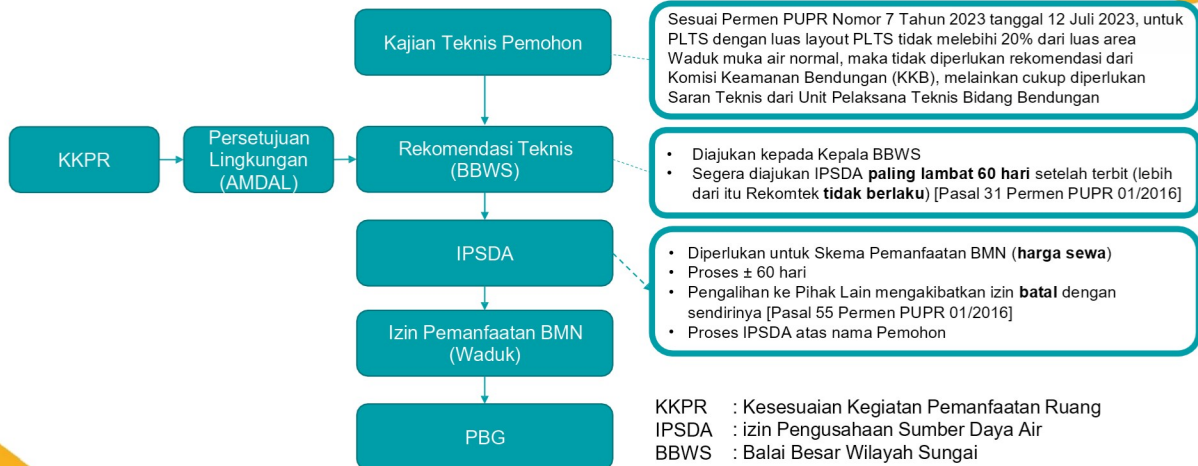 Kajian Teknis Pemohon
Sesuai Permen PUPR Nomor 7 Tahun 2023 tanggal 12 Juli 2023, untuk
PLTS dengan luas layout PLTS tidak melebihi 20% dari luas area
Waduk muka air normal, maka tidak diperlukan rekomendasi dari
Komisi Keamanan Bendungan (KKB), melainkan cukup diperlukan
Saran Teknis dari Unit Pelaksana Teknis Bidang Bendungan
KKPR
Persetujuan
Lingkungan
(AMDAL)
Rekomendasi Teknis
(BBWS)
• Diajukan kepada Kepala BBWS
• Segera diajukan IPSDA paling lambat 60 hari setelah terbit (lebih
dari itu Rekomtek tidak berlaku) [Pasal 31 Permen PUPR 01/2016]
IPSDA
• Diperlukan untuk Skema Pemanfaatan BMN (harga sewa)
• Proses ± 60 hari
• Pengalihan ke Pihak Lain mengakibatkan izin batal dengan
sendirinya [Pasal 55 Permen PUPR 01/2016]
• Proses IPSDA atas nama Pemohon
Izin Pemanfaatan BMN
(Waduk)
PBG
KKPR : Kesesuaian Kegiatan Pemanfaatan Ruang
IPSDA : izin Pengusahaan Sumber Daya Air
BBWS : Balai Besar Wilayah Sungai